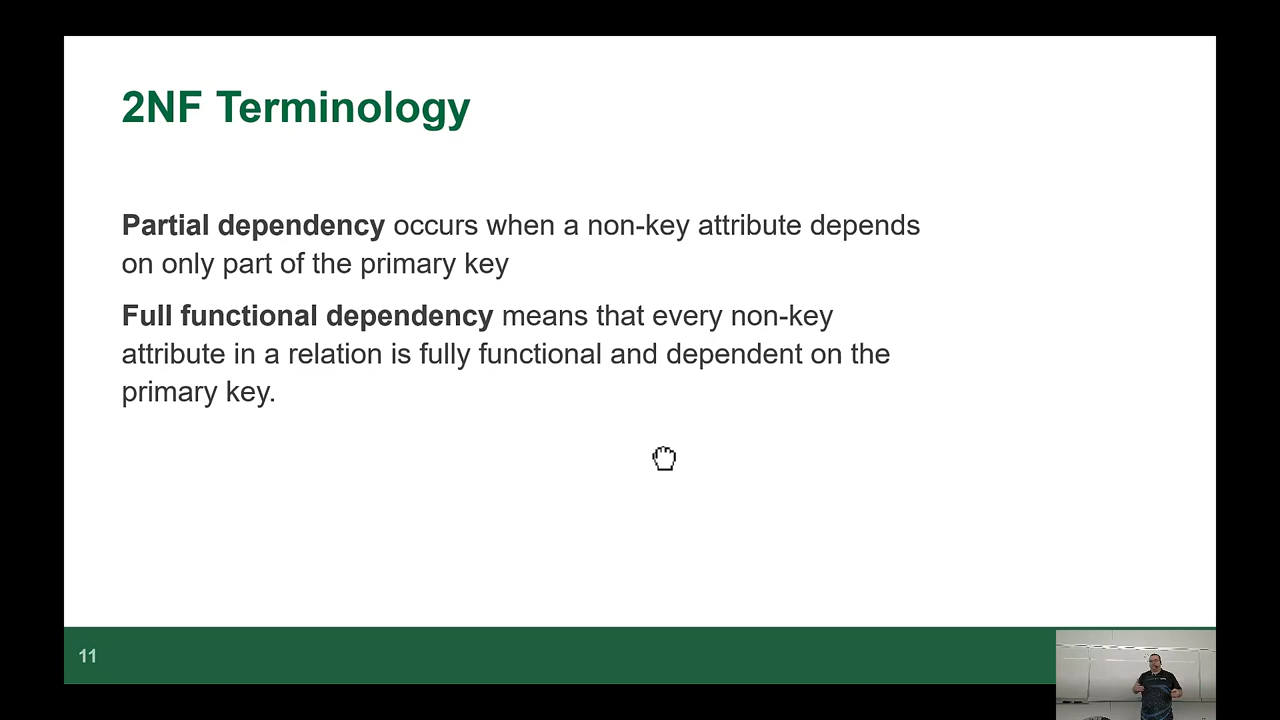 2NF Terminology
Partial dependency occurs when a non-key attribute depends
on only part of the primary key
Full functional dependency means that every non-key
attribute in a relation is fully functional and dependent on the
primary key.
11